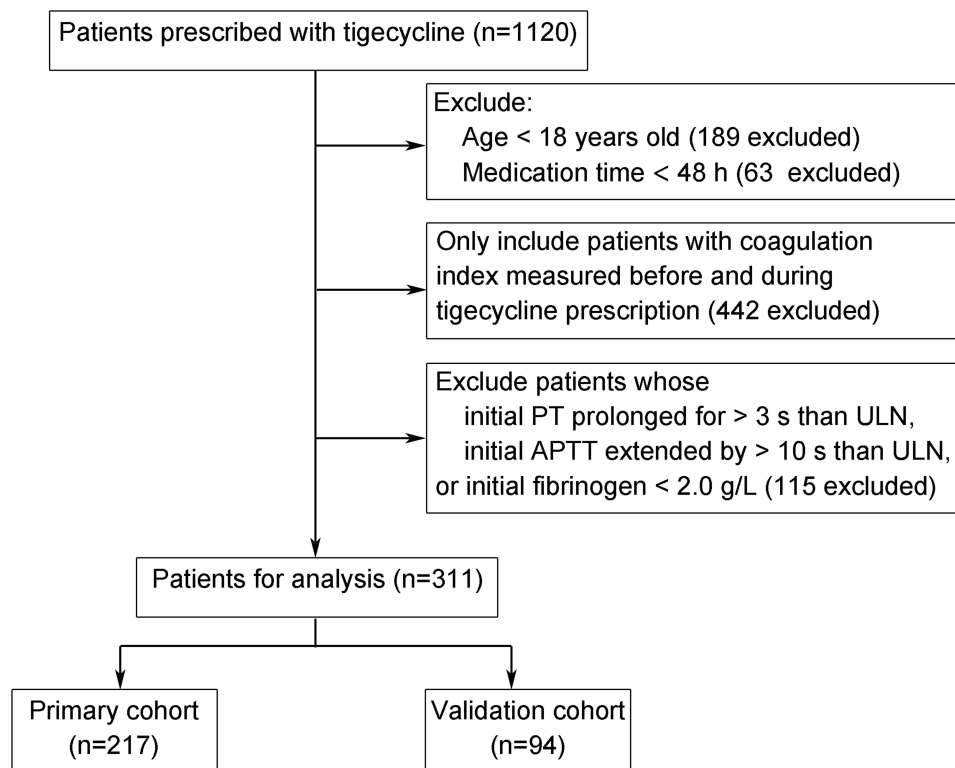 Patients prescribed with tigecycline (n=1120)
Exclude:
Age < 18 years old (189 excluded)
Medication time < 48 h (63 excluded)
Only include patients with coagulation
index measured before and during
tigecycline prescription (442 excluded)
Exclude patients whose
initial PT prolonged for > 3 s than ULN,
initial APTT extended by > 10 s than ULN,
or initial fibrinogen < 2.0 g/L (115 excluded)
Patients for analysis (n=311)
Primary cohort
(n=217)
Validation cohort
(n=94)